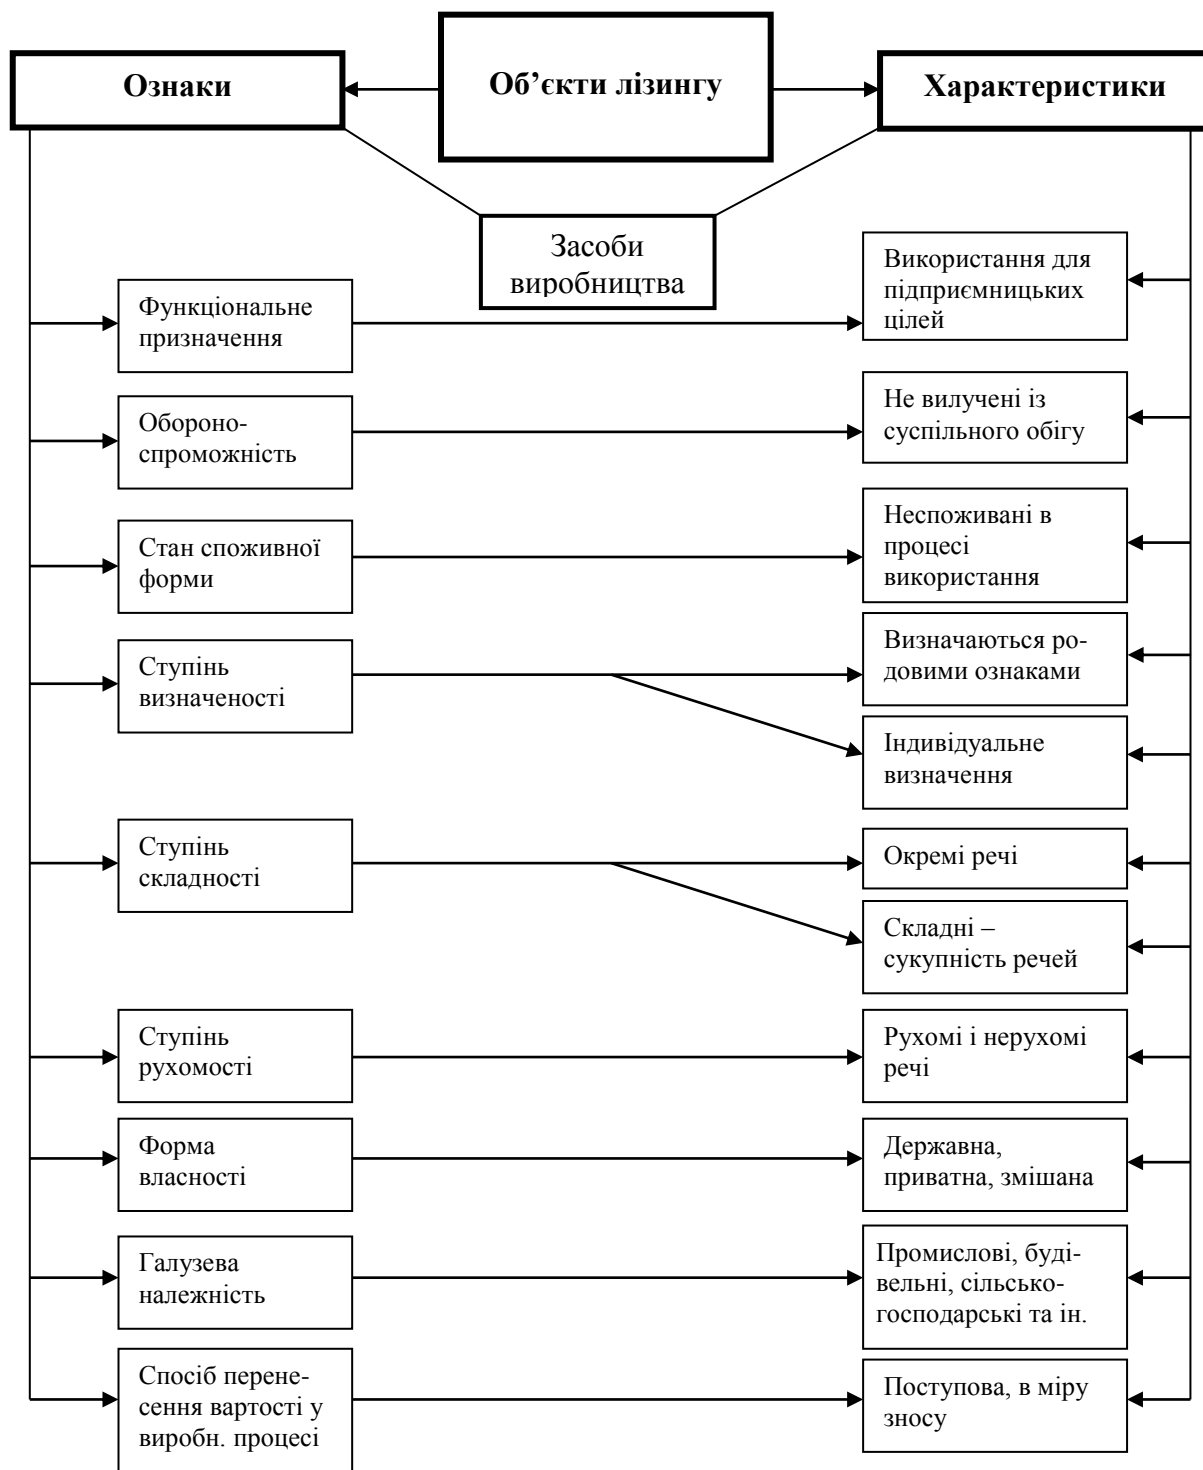 Ознаки
Об’єкти лізингу
Характеристики
Засоби
виробництва
Функціональне
призначення
Використання для
підприємницьких
цілей
Обороно-
спроможність
Не вилучені із
суспільного обігу
Стан споживної
форми
Неспоживані в
процесі
використання
Ступінь
визначеності
Визначаються ро-
довими ознаками
Індивідуальне
визначення
Ступінь
складності
Окремі речі
Складні –
сукупність речей
Ступінь
рухомості
Рухомі і нерухомі
речі
Форма
власності
Державна,
приватна, змішана
Галузева
належність
Промислові, буді-
вельні, сільсько-
господарські та ін.
Спосіб перене-
сення вартості у
виробн. процесі
Поступова, в міру
зносу